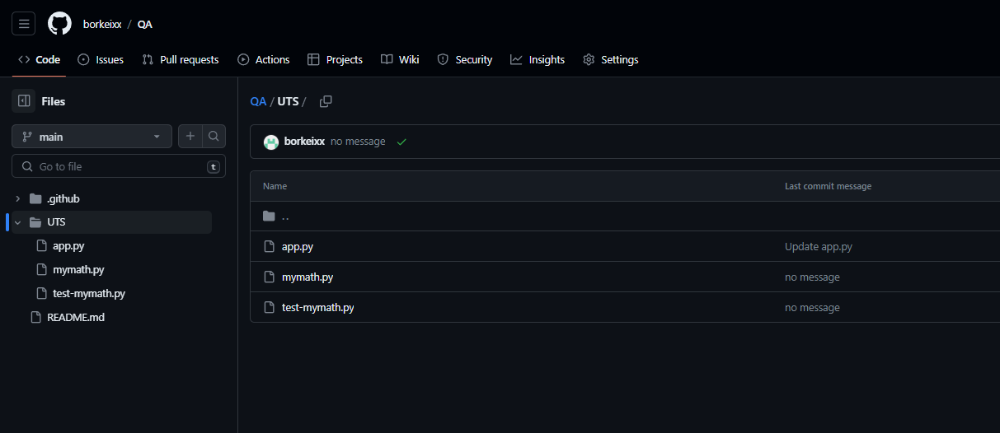 borkeixx / QA
Code Issues Pull requests Actions Projects Wiki Security Insights Settings
Files
main
Go to file t
.github
UTS
app.py
mymath.py
test-mymath.py
README.md
QA / UTS /
borkeixx no message
Name Last commit message
..
app.py Update app.py
mymath.py no message
test-mymath.py no message